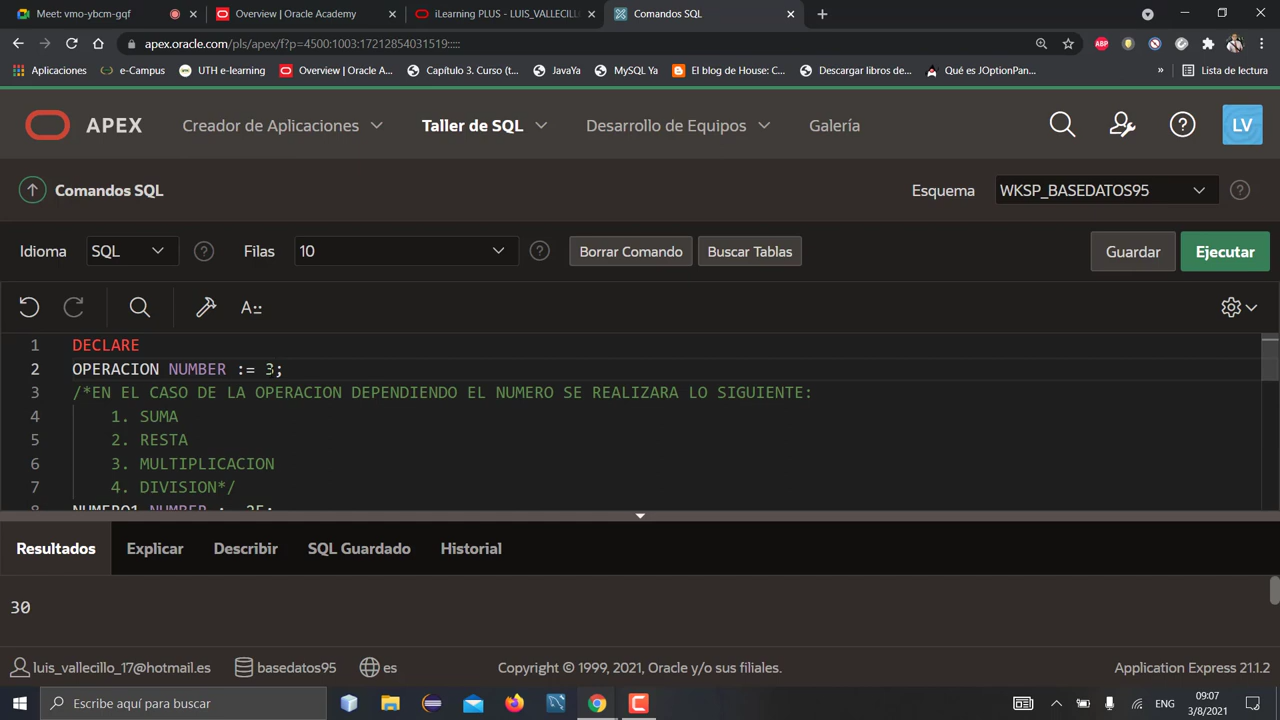 Meet: vmo-ybcm-gqf
Overview | Oracle Academy
iLearning PLUS - LUIS_VALLECILL
Comandos SQL
apex.oracle.com/pls/apex/f?p=4500:1003:17212854031519:::::
ABP
Aplicaciones
e-Campus
UTH e-learning
Overview | Oracle A...
Capítulo 3. Curso (t...
JavaYa
MySQL Ya
El blog de House: C...
Descargar libros de...
Qué es JOptionPan...
»
Lista de lectura
APEX
Creador de Aplicaciones
Taller de SQL
Desarrollo de Equipos
Galería
LV
Comandos SQL
Esquema
WKSP_BASEDATOS95
Idioma
SQL
Filas
10
Borrar Comando
Buscar Tablas
Guardar
Ejecutar
A::
1 DECLARE
2 OPERACION NUMBER := 3;
3 /*EN EL CASO DE LA OPERACION DEPENDIENDO EL NUMERO SE REALIZARA LO SIGUIENTE:
4 1. SUMA
5 2. RESTA
6 3. MULTIPLICACION
7 4. DIVISION*/
8 NUMERO1 NUMBER := 25;
Resultados
Explicar
Describir
SQL Guardado
Historial
30
luis_vallecillo_17@hotmail.es
basedatos95
es
Copyright © 1999, 2021, Oracle y/o sus filiales.
Application Express 21.1.2
Escribe aquí para buscar
ENG
09:07
3/8/2021